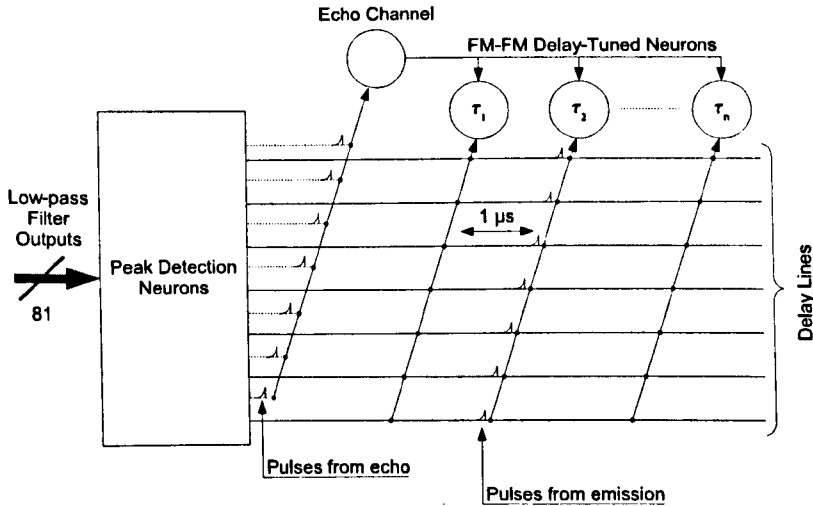 Echo Channel
FM-FM Delay-Tuned Neurons
τ1
τ2
τn
Low-pass
Filter
Outputs
81
Peak Detection
Neurons
1 μs
Delay Lines
Pulses from echo
Pulses from emission